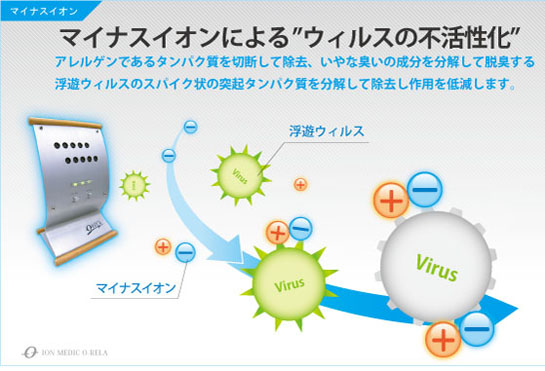 マイナスイオン
マイナスイオンによる”ウィルスの不活性化”
アレルゲンであるタンパク質を切断して除去、いやな臭いの成分を分解して脱臭する
浮遊ウィルスのスパイク状の突起タンパク質を分解して除去し作用を低減します。
浮遊ウィルス
Virus
Virus
Virus
マイナスイオン
ION MEDIC O-RELA